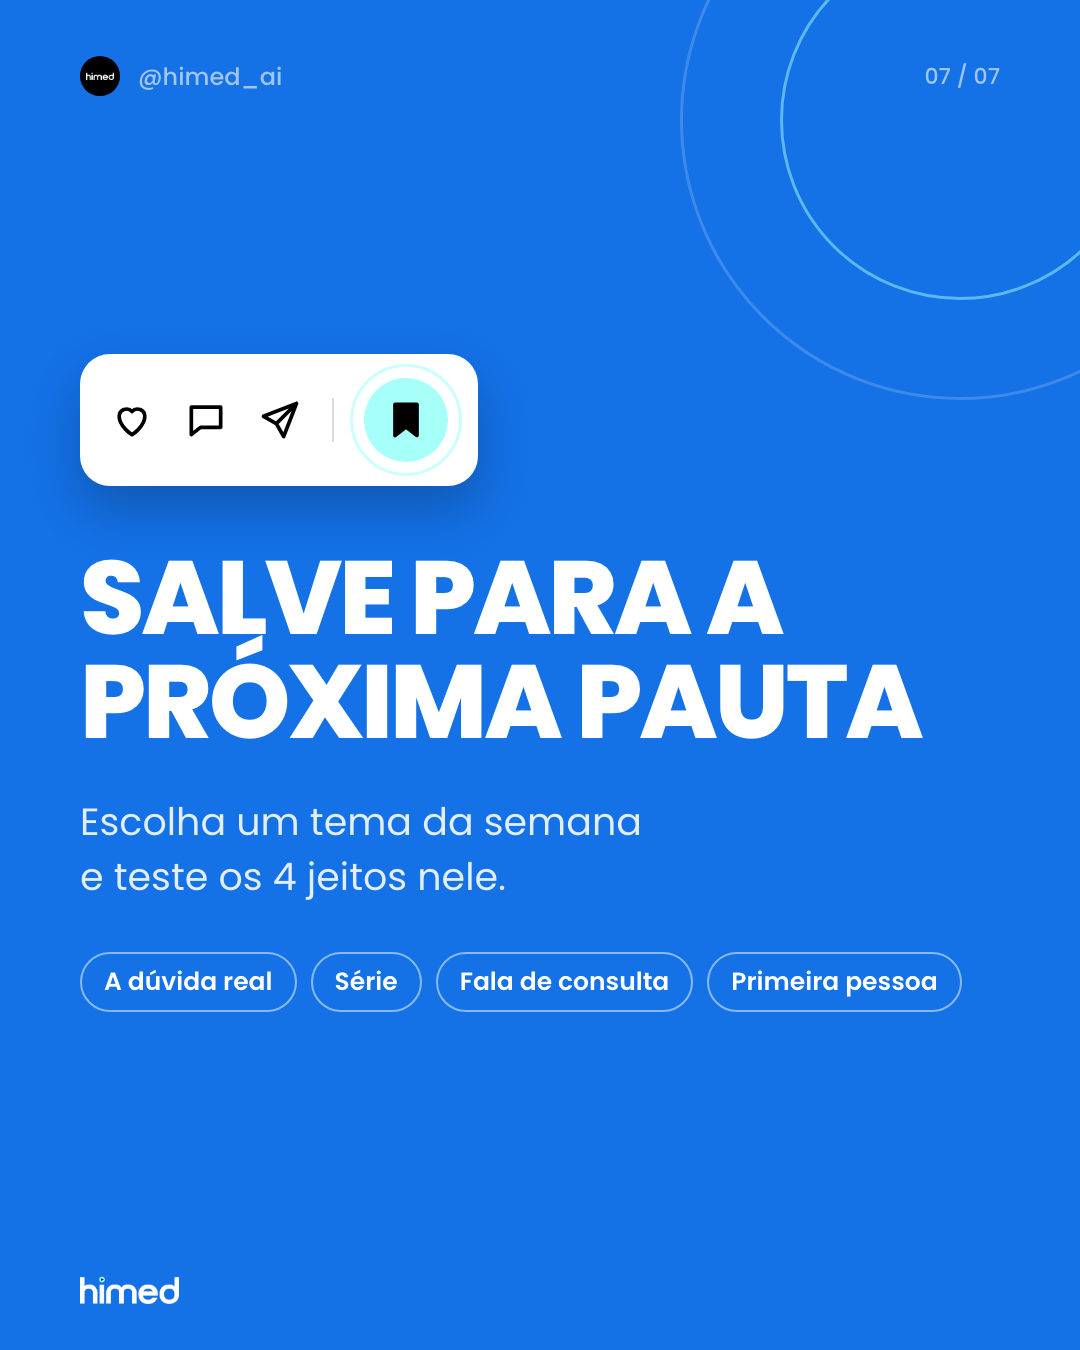 himed
@himed_ai
07 / 07
SALVE PARA A
PRÓXIMA PAUTA
Escolha um tema da semana
e teste os 4 jeitos nele.
A dúvida real
Série
Fala de consulta
Primeira pessoa
himed